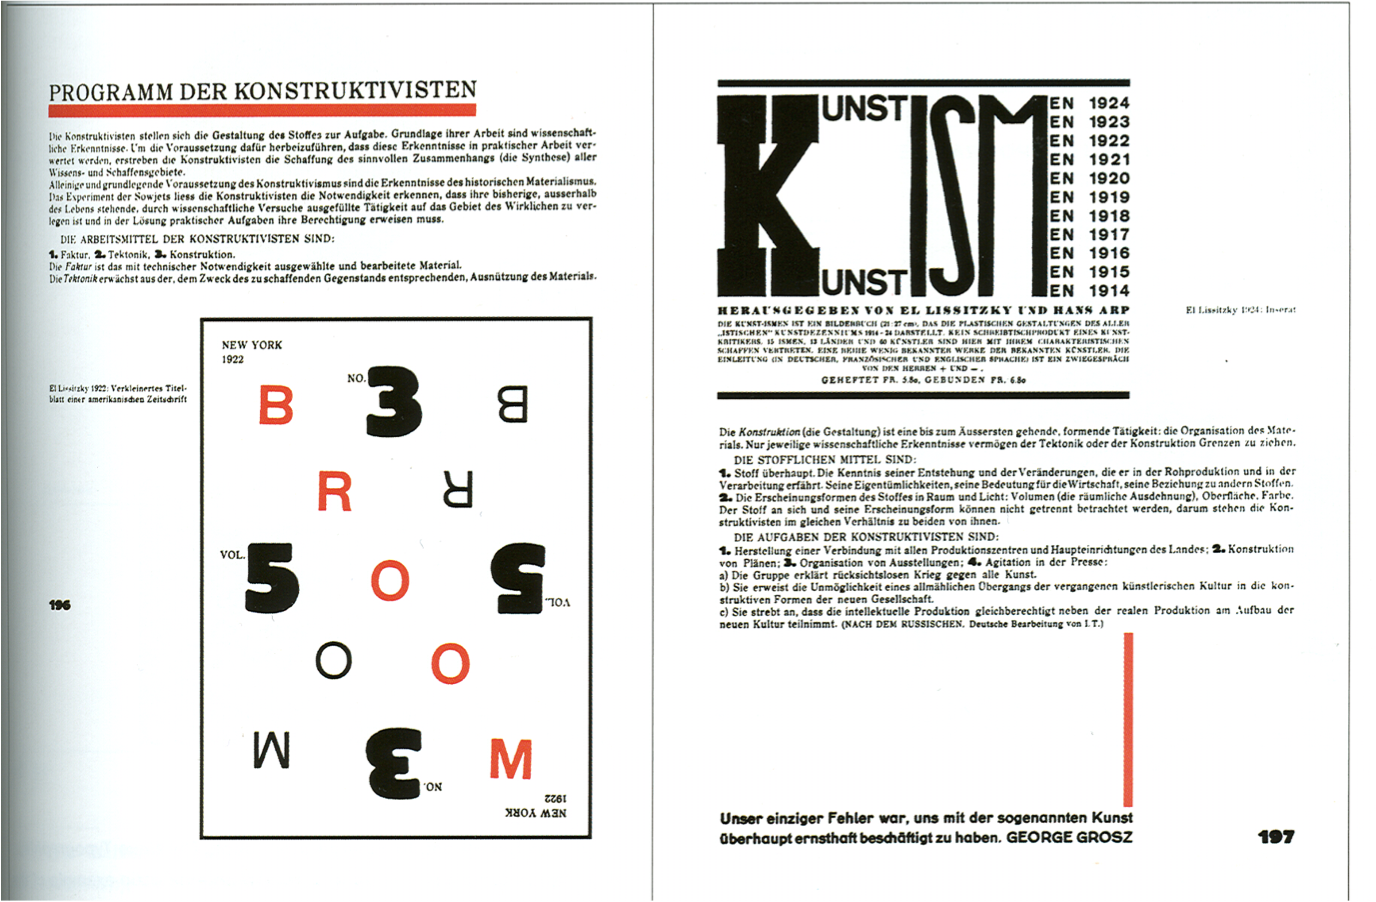 PROGRAMM DER KONSTRUKTIVISTEN
Die Konstruktivisten stellen sich die Gestaltung des Stoffes zur Aufgabe. Grundlage ihrer Arbeit sind wissenschaft-
liche Erkenntnisse. Um die Voraussetzung dafür herbeizuführen, dass diese Erkenntnisse in praktischer Arbeit ver-
wertet werden, erstreben die Konstruktivisten die Schaffung des sinnvollen Zusammenhangs (die Synthese) aller
Wissens- und Schaffensgebiete.
Alleinige und grundlegende Voraussetzung des Konstruktivismus sind die Erkenntnisse des historischen Materialismus.
Das Experiment der Sowjets liess die Konstruktivisten die Notwendigkeit erkennen, dass ihre bisherige, ausserhalb
des Lebens stehende, durch wissenschaftliche Versuche ausgefüllte Tätigkeit auf das Gebiet des Wirklichen zu ver-
legen ist und in der Lösung praktischer Aufgaben ihre Berechtigung erweisen muss.
DIE ARBEITSMITTEL DER KONSTRUKTIVISTEN SIND:
1. Faktur, 2. Tektonik, 3. Konstruktion.
Die Faktur ist das mit technischer Notwendigkeit ausgewählte und bearbeitete Material.
Die Tektonik erwächst aus der, dem Zweck des zu schaffenden Gegenstands entsprechenden, Ausnützung des Materials.
El Lissitzky 1922: Verkleinertes Titel-
blatt einer amerikanischen Zeitschrift
196
NEW YORK
1922
B NO. 3 B
R R
VOL. 5 O 5 VOL.
O O
M 3 NO. M
1922
NEW YORK
KUNSTISM
KUNST
EN 1924
EN 1923
EN 1922
EN 1921
EN 1920
EN 1919
EN 1918
EN 1917
EN 1916
EN 1915
EN 1914
HERAUSGEGEBEN VON EL LISSITZKY UND HANS ARP
DIE KUNST-ISMEN IST EIN BILDERBUCH (21:27 cm), DAS DIE PLASTISCHEN GESTALTUNGEN DES ALLER
„ISTISCHEN" KUNSTDEZENNIUMS 1914-24 DARSTELLT. KEIN SCHREIBTISCHPRODUKT EINES KUNST-
KRITIKERS. 15 ISMEN, 13 LÄNDER UND 60 KÜNSTLER SIND HIER MIT IHREM CHARAKTERISTISCHEN
SCHAFFEN VERTRETEN. EINE REIHE WENIG BEKANNTER WERKE DER BEKANNTEN KÜNSTLER. DIE
EINLEITUNG (IN DEUTSCHER, FRANZÖSISCHER UND ENGLISCHER SPRACHE) IST EIN ZWIEGESPRÄCH
VON DEN HERREN + UND −.
GEHEFTET FR. 5.80, GEBUNDEN FR. 6.80
El Lissitzky 1924: Inserat
Die Konstruktion (die Gestaltung) ist eine bis zum Äussersten gehende, formende Tätigkeit: die Organisation des Mate-
rials. Nur jeweilige wissenschaftliche Erkenntnisse vermögen der Tektonik oder der Konstruktion Grenzen zu ziehen.
DIE STOFFLICHEN MITTEL SIND:
1. Stoff überhaupt. Die Kenntnis seiner Entstehung und der Veränderungen, die er in der Rohproduktion und in der
Verarbeitung erfährt. Seine Eigentümlichkeiten, seine Bedeutung für die Wirtschaft, seine Beziehung zu andern Stoffen.
2. Die Erscheinungsformen des Stoffes in Raum und Licht: Volumen (die räumliche Ausdehnung), Oberfläche, Farbe.
Der Stoff an sich und seine Erscheinungsform können nicht getrennt betrachtet werden, darum stehen die Kon-
struktivisten im gleichen Verhältnis zu beiden von ihnen.
DIE AUFGABEN DER KONSTRUKTIVISTEN SIND:
1. Herstellung einer Verbindung mit allen Produktionszentren und Haupteinrichtungen des Landes; 2. Konstruktion
von Plänen; 3. Organisation von Ausstellungen; 4. Agitation in der Presse:
a) Die Gruppe erklärt rücksichtslosen Krieg gegen alle Kunst.
b) Sie erweist die Unmöglichkeit eines allmählichen Übergangs der vergangenen künstlerischen Kultur in die kon-
struktiven Formen der neuen Gesellschaft.
c) Sie strebt an, dass die intellektuelle Produktion gleichberechtigt neben der realen Produktion am Aufbau der
neuen Kultur teilnimmt. (NACH DEM RUSSISCHEN. Deutsche Bearbeitung von I.T.)
Unser einziger Fehler war, uns mit der sogenannten Kunst
überhaupt ernsthaft beschäftigt zu haben. GEORGE GROSZ
197